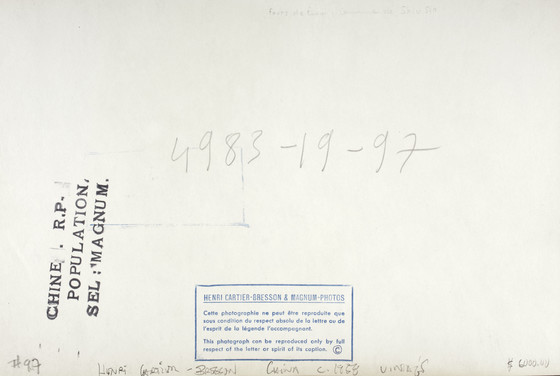 4983-19-97
CHINE . R.P.
POPULATION.
SEL : MAGNUM.
HENRI CARTIER-BRESSON & MAGNUM-PHOTOS
Cette photographie ne peut être reproduite que
sous condition du respect absolu de la lettre ou de
l'esprit de la légende l'accompagnant.
This photograph can be reproduced only by full
respect of the letter or spirit of its caption. ©
#97 HENRI CARTIER-BRESSON CHINA C-1958